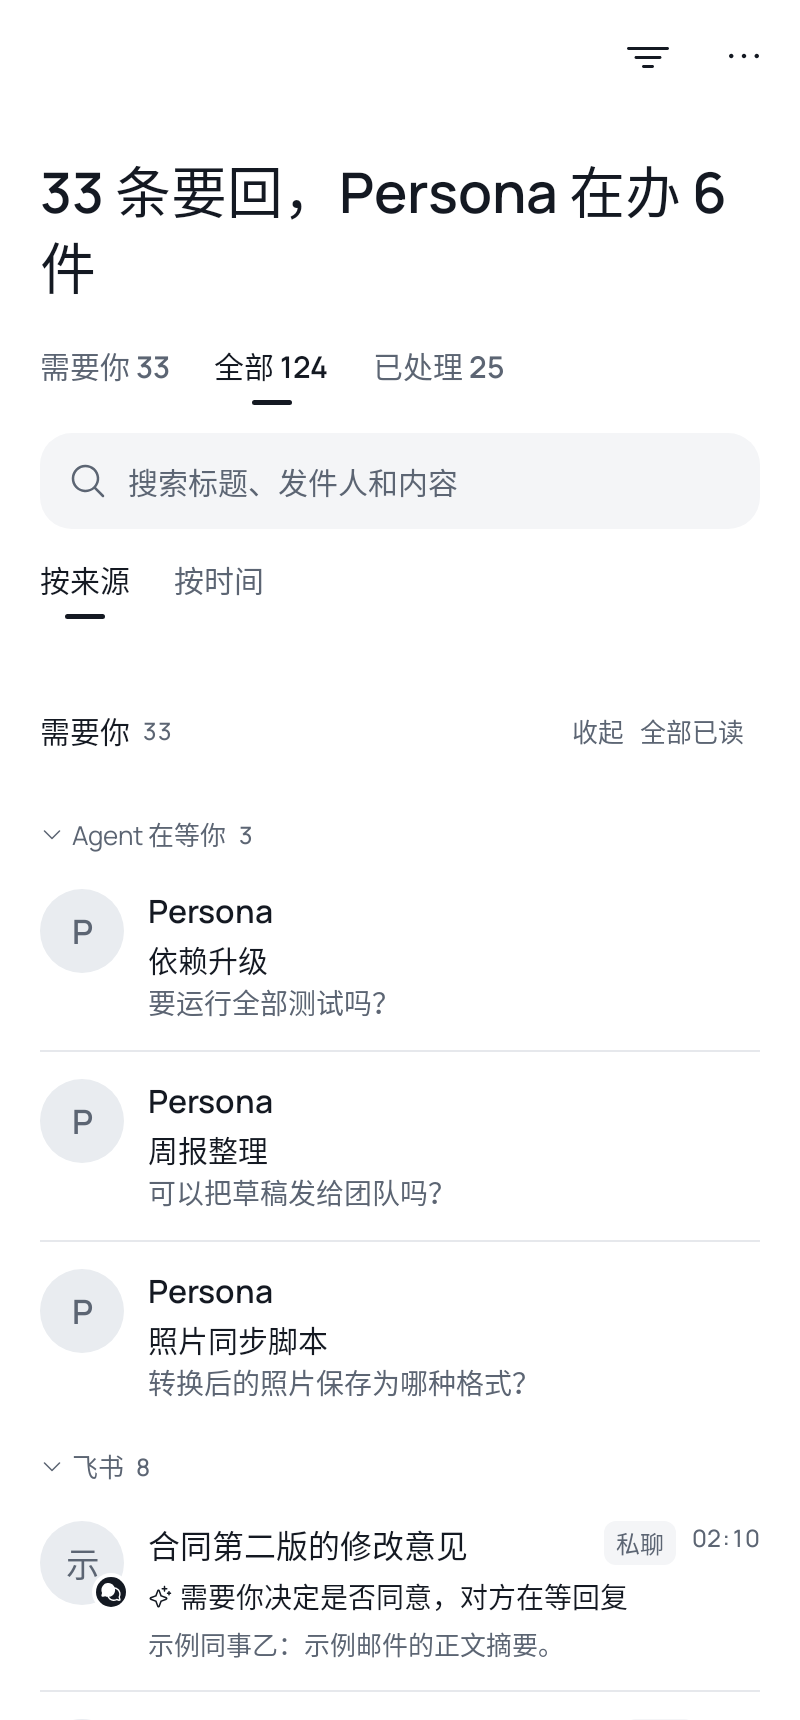 33 条要回，Persona 在办 6
件
需要你 33 全部 124 已处理 25
搜索标题、发件人和内容
按来源 按时间
需要你 33 收起 全部已读
Agent 在等你 3
P Persona
依赖升级
要运行全部测试吗？
P Persona
周报整理
可以把草稿发给团队吗？
P Persona
照片同步脚本
转换后的照片保存为哪种格式？
飞书 8
示 合同第二版的修改意见 私聊 02:10
需要你决定是否同意，对方在等回复
示例同事乙：示例邮件的正文摘要。